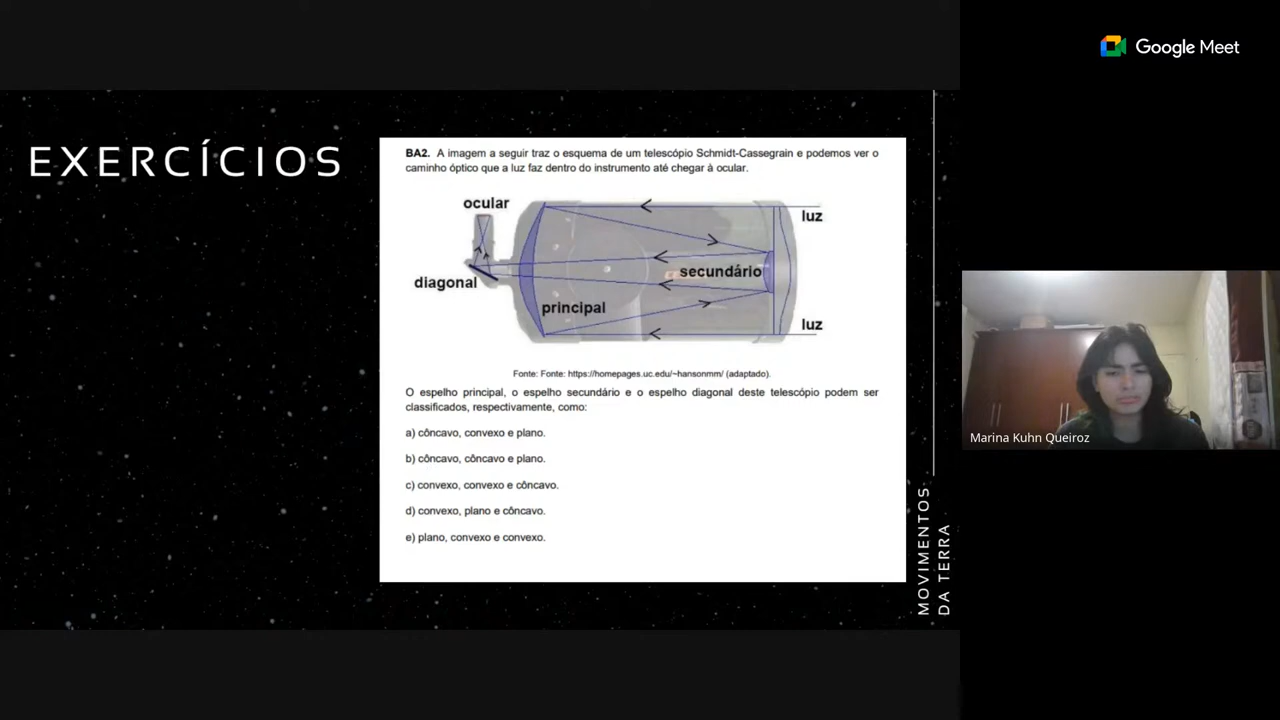 Google Meet
EXERCÍCIOS
BA2. A imagem a seguir traz o esquema de um telescópio Schmidt-Cassegrain e podemos ver o
caminho óptico que a luz faz dentro do instrumento até chegar à ocular.
ocular
luz
diagonal
secundário
principal
luz
Fonte: Fonte: https://homepages.uc.edu/~hansonmm/ (adaptado).
O espelho principal, o espelho secundário e o espelho diagonal deste telescópio podem ser
classificados, respectivamente, como:
a) côncavo, convexo e plano.
b) côncavo, côncavo e plano.
c) convexo, convexo e côncavo.
d) convexo, plano e côncavo.
e) plano, convexo e convexo.
MOVIMENTOS
DA TERRA
Marina Kuhn Queiroz